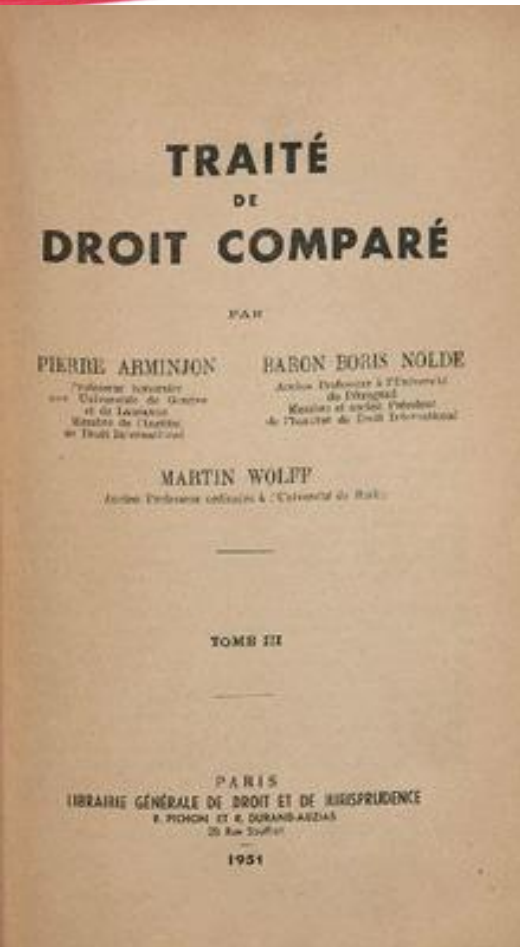 TRAITÉ
DE
DROIT COMPARÉ
PAR
PIERRE ARMINJON
Professeur honoraire
aux Universités de Genève
et de Lausanne
Membre de l'Institut
de Droit International
BARON BORIS NOLDE
Ancien Professeur à l'Université
de Pétrograd
Membre et ancien Président
de l'Institut de Droit International
MARTIN WOLFF
Ancien Professeur ordinaire à l'Université de Berlin
TOME III
PARIS
LIBRAIRIE GÉNÉRALE DE DROIT ET DE JURISPRUDENCE
R. PICHON ET R. DURAND-AUZIAS
20 Rue Soufflot
1951